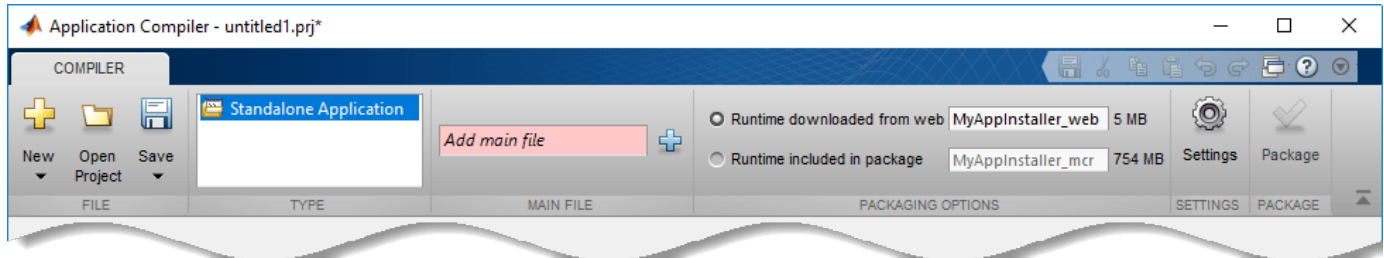 Application Compiler - untitled1.prj*
COMPILER
New
Open Project
Save
FILE
Standalone Application
TYPE
Add main file
MAIN FILE
Runtime downloaded from web MyAppInstaller_web 5 MB
Runtime included in package MyAppInstaller_mcr 754 MB
PACKAGING OPTIONS
Settings
SETTINGS
Package
PACKAGE